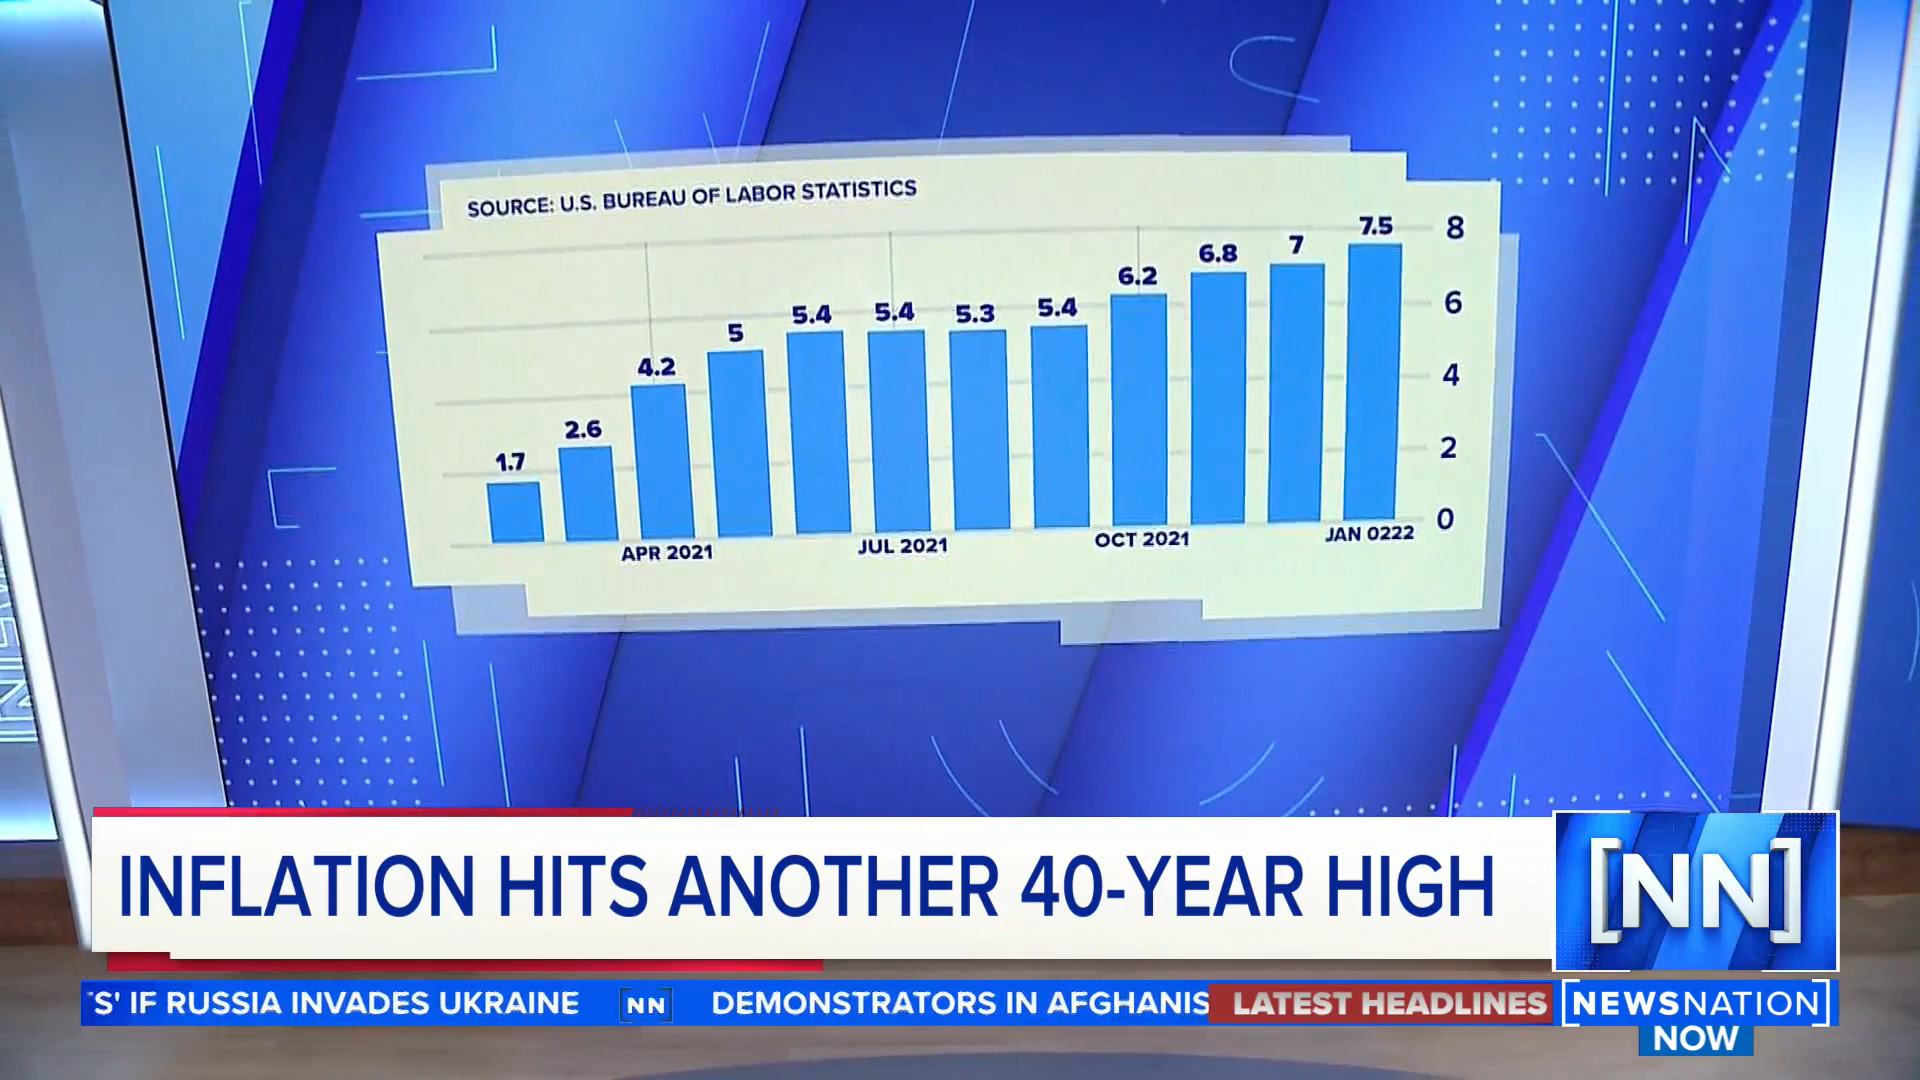 SOURCE: U.S. BUREAU OF LABOR STATISTICS
1.7
2.6
4.2
5
5.4
5.4
5.3
5.4
6.2
6.8
7
7.5
8
6
4
2
0
APR 2021
JUL 2021
OCT 2021
JAN 0222
INFLATION HITS ANOTHER 40-YEAR HIGH
[NN]
'S' IF RUSSIA INVADES UKRAINE [NN] DEMONSTRATORS IN AFGHANIS
LATEST HEADLINES
[NEWSNATION]
NOW